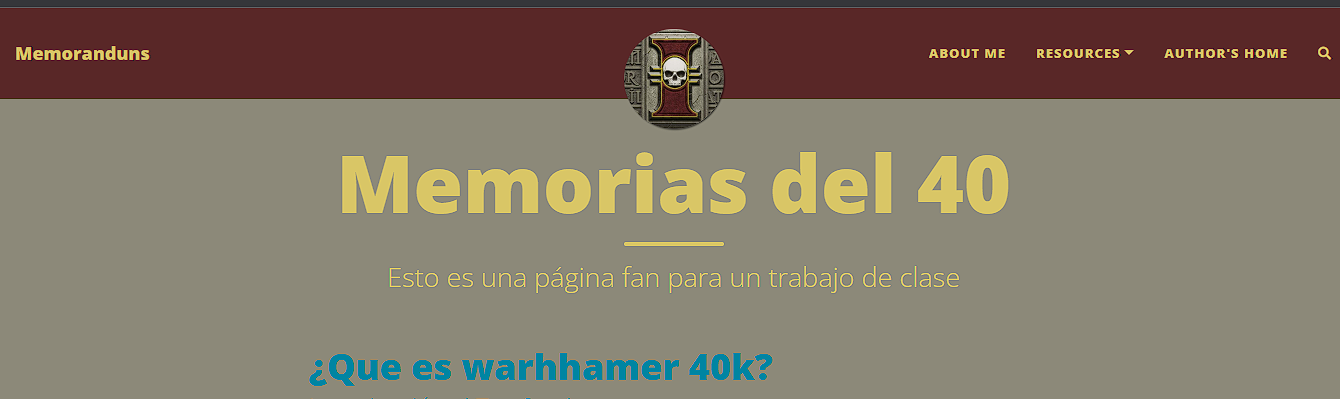 Memoranduns
ABOUT ME
RESOURCES
AUTHOR'S HOME
Memorias del 40
Esto es una página fan para un trabajo de clase
¿Que es warhhamer 40k?